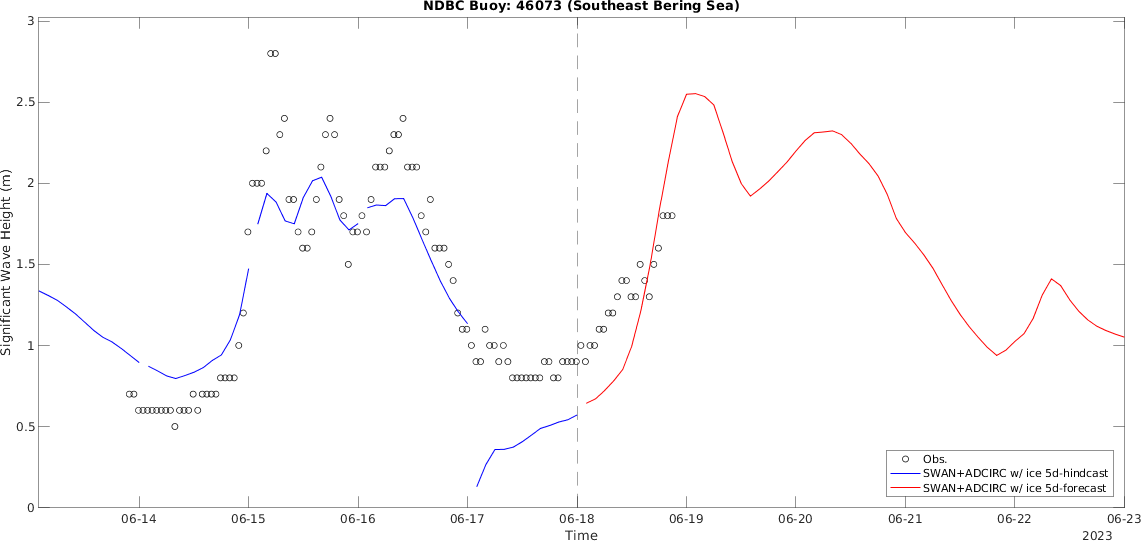 NDBC Buoy: 46073 (Southeast Bering Sea)
3
2.5
2
1.5
1
0.5
0
Significant Wave Height (m)
Obs.
SWAN+ADCIRC w/ ice 5d-hindcast
SWAN+ADCIRC w/ ice 5d-forecast
06-14 06-15 06-16 06-17 06-18 06-19 06-20 06-21 06-22 06-23
Time
2023